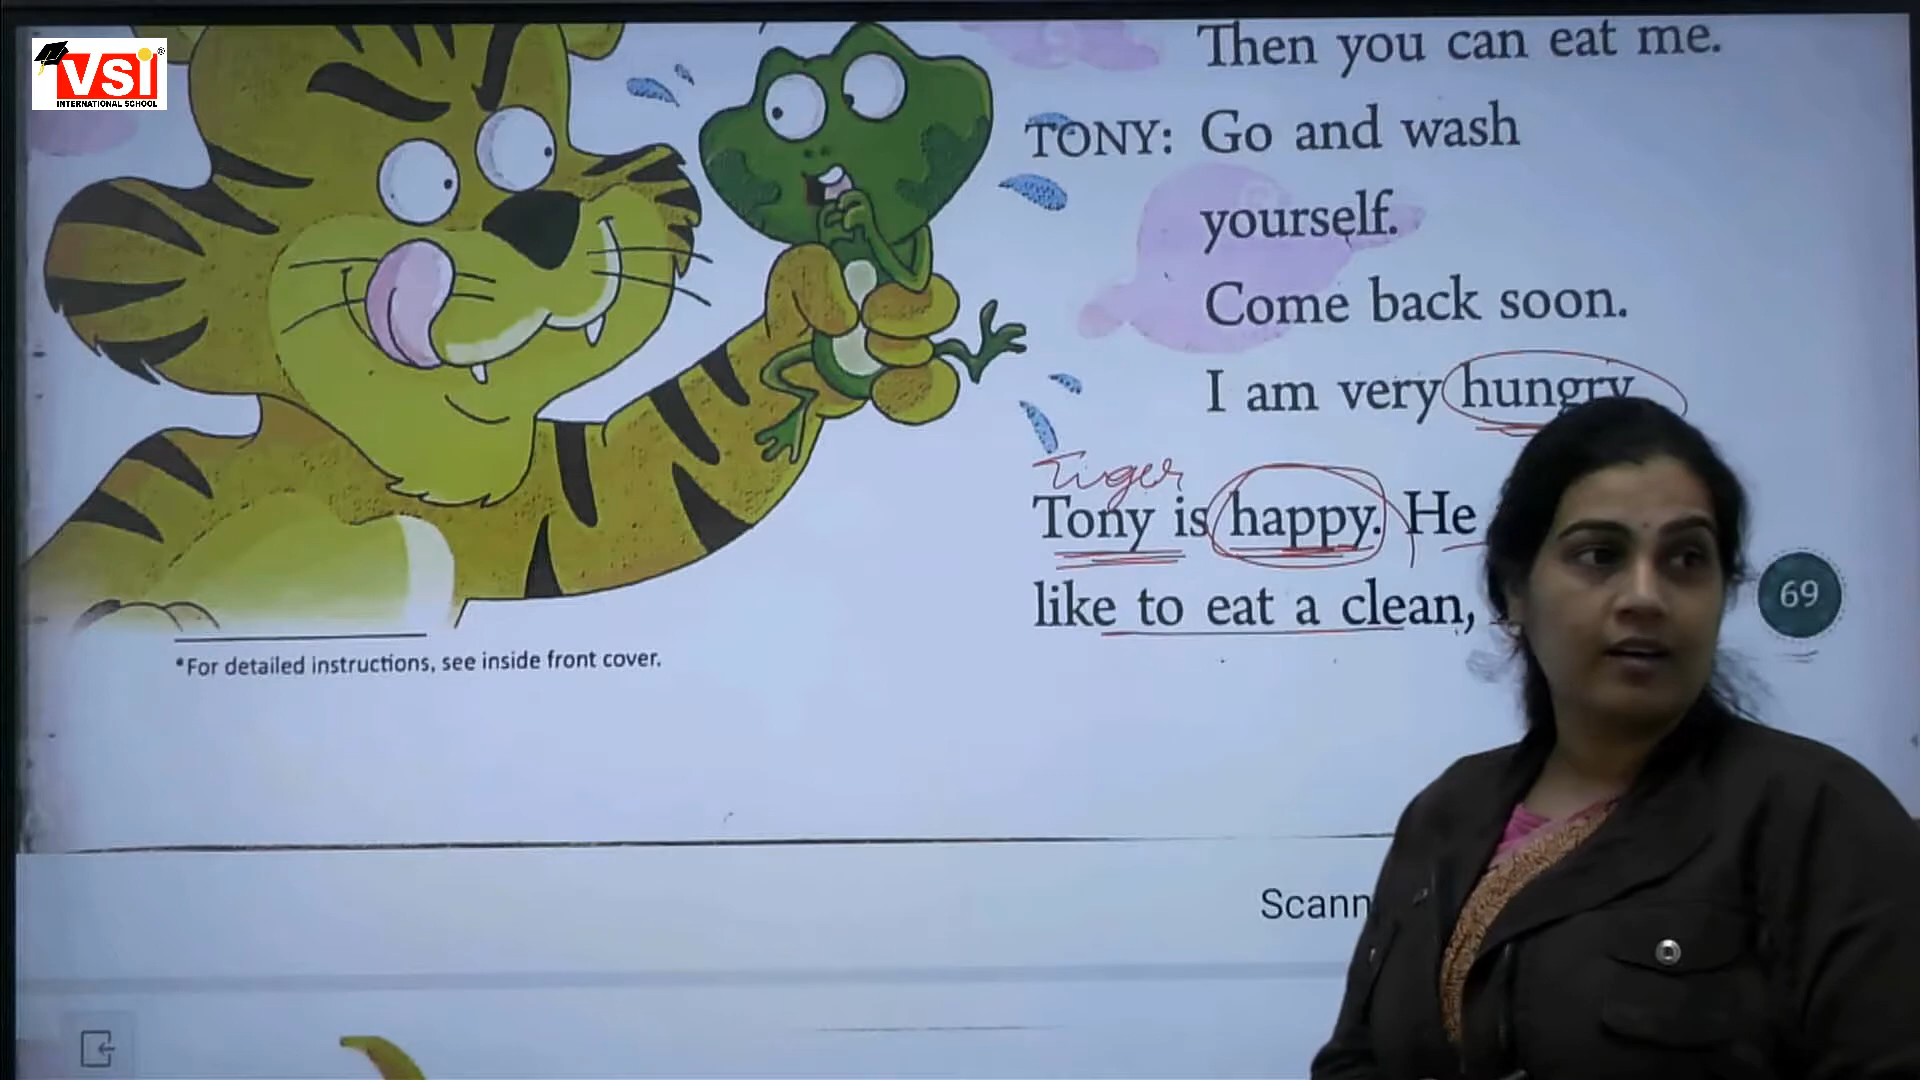 VSI
INTERNATIONAL SCHOOL
Then you can eat me.
TONY: Go and wash
yourself.
Come back soon.
I am very hungry
Tiger
Tony is happy. He
like to eat a clean,
69
*For detailed instructions, see inside front cover.
Scann